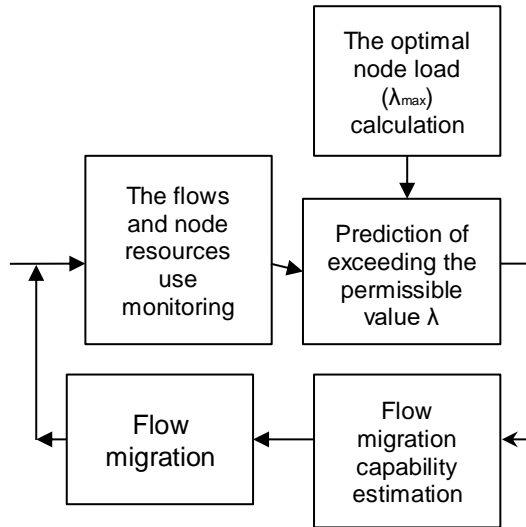 The optimal
node load
(λmax)
calculation
The flows
and node
resources
use
monitoring
Prediction of
exceeding the
permissible
value λ
Flow
migration
Flow
migration
capability
estimation